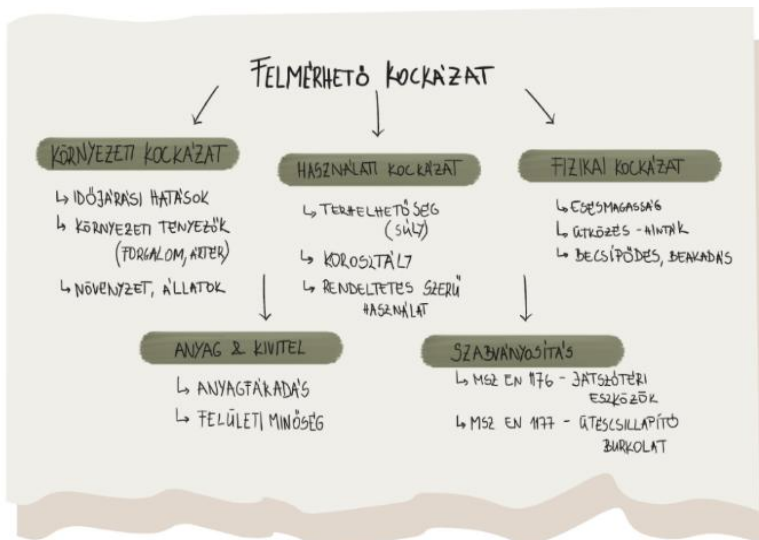 FELMÉRHETŐ KOCKÁZAT
KÖRNYEZETI KOCKÁZAT
↳ IDŐJÁRÁSI HATÁSOK
↳ KÖRNYEZETI TÉNYEZŐK
(FORGALOM, ÁRTÉR)
↳ NÖVÉNYZET, ÁLLATOK
HASZNÁLATI KOCKÁZAT
↳ TERHELHETŐSÉG
(SÚLY)
↳ KOROSZTÁLY
↳ RENDELTETÉS SZERŰ
HASZNÁLAT
FIZIKAI KOCKÁZAT
↳ ESÉSMAGASSÁG
↳ ÜTKÖZÉS - HINTÁK
↳ BECSÍPŐDÉS, BEAKADÁS
ANYAG & KIVITEL
↳ ANYAGFÁRADÁS
↳ FELÜLETI MINŐSÉG
SZABVÁNYOSÍTÁS
↳ MSZ EN 1176 - JÁTSZÓTÉRI
ESZKÖZÖK
↳ MSZ EN 1177 - ÜTÉSCSILLAPÍTÓ
BURKOLAT